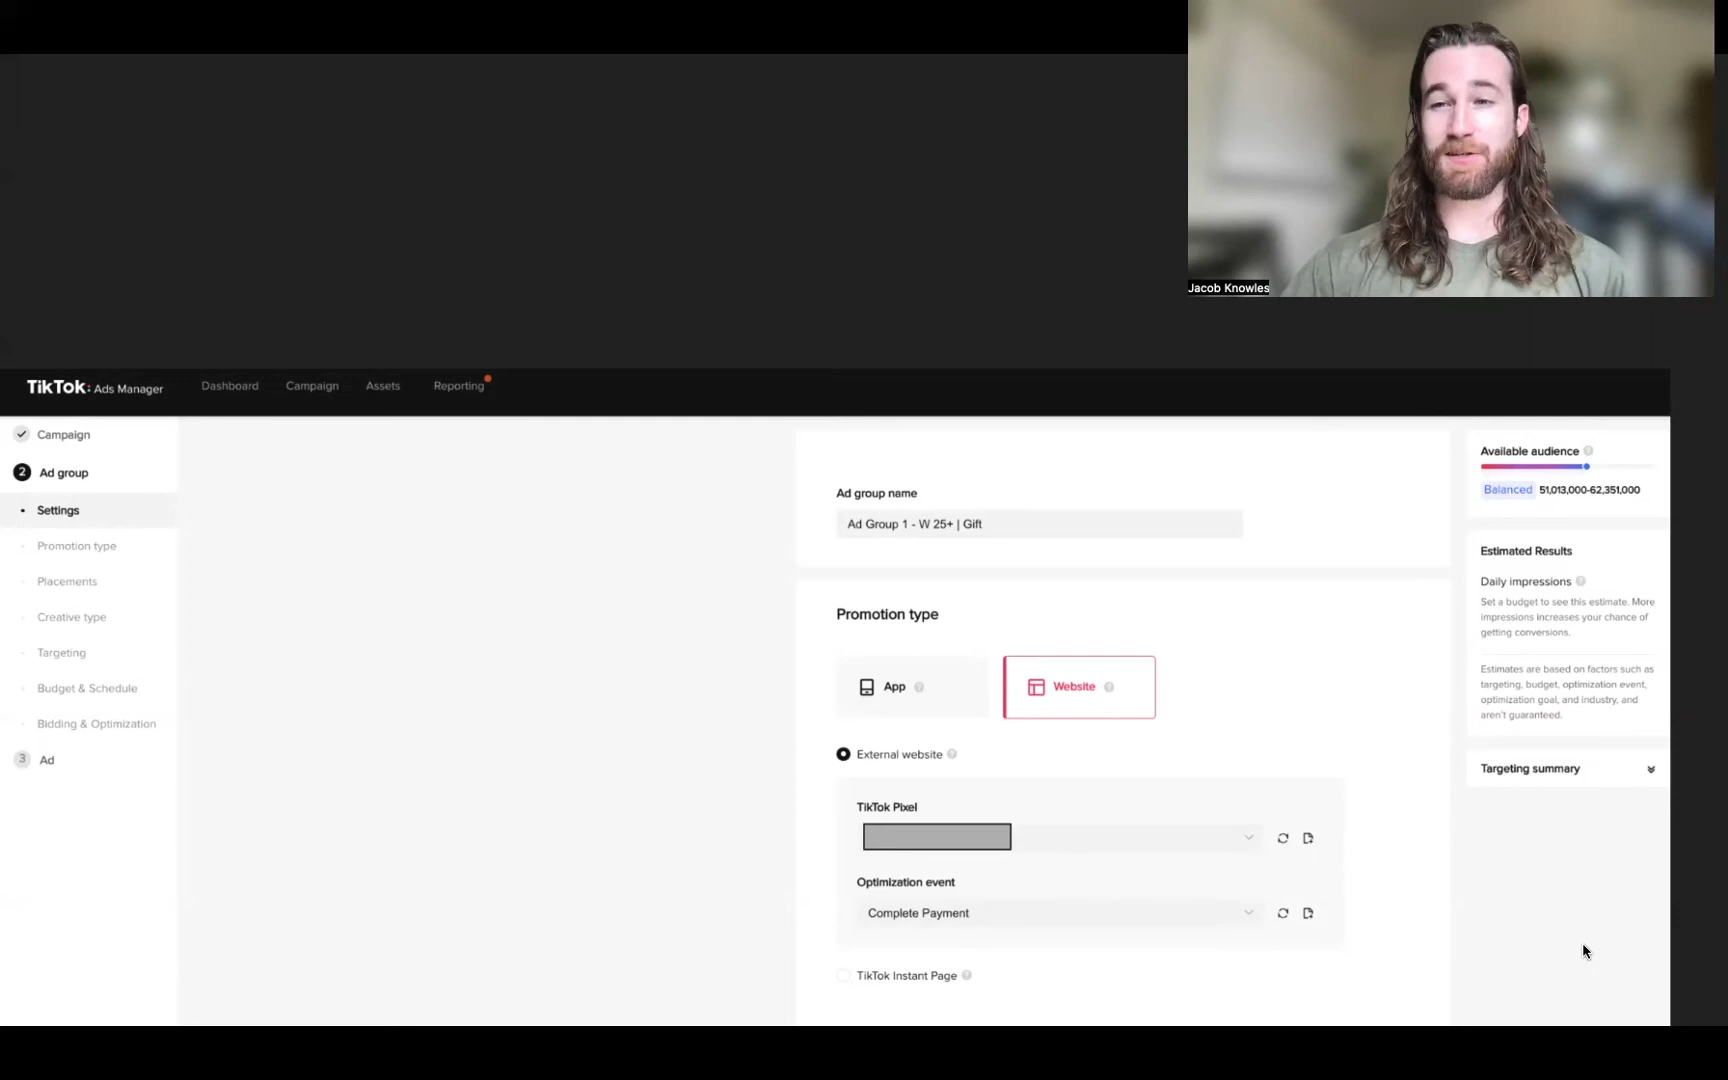 Jacob Knowles
TikTok: Ads Manager
Dashboard
Campaign
Assets
Reporting
Campaign
2 Ad group
Settings
Promotion type
Placements
Creative type
Targeting
Budget & Schedule
Bidding & Optimization
3 Ad
Ad group name
Ad Group 1 - W 25+ | Gift
Promotion type
App ?
Website ?
External website ?
TikTok Pixel
Optimization event
Complete Payment
TikTok Instant Page ?
Available audience ?
Balanced 51,013,000-62,351,000
Estimated Results
Daily impressions ?
Set a budget to see this estimate. More
impressions increases your chance of
getting conversions.
Estimates are based on factors such as
targeting, budget, optimization event,
optimization goal, and industry, and
aren't guaranteed.
Targeting summary